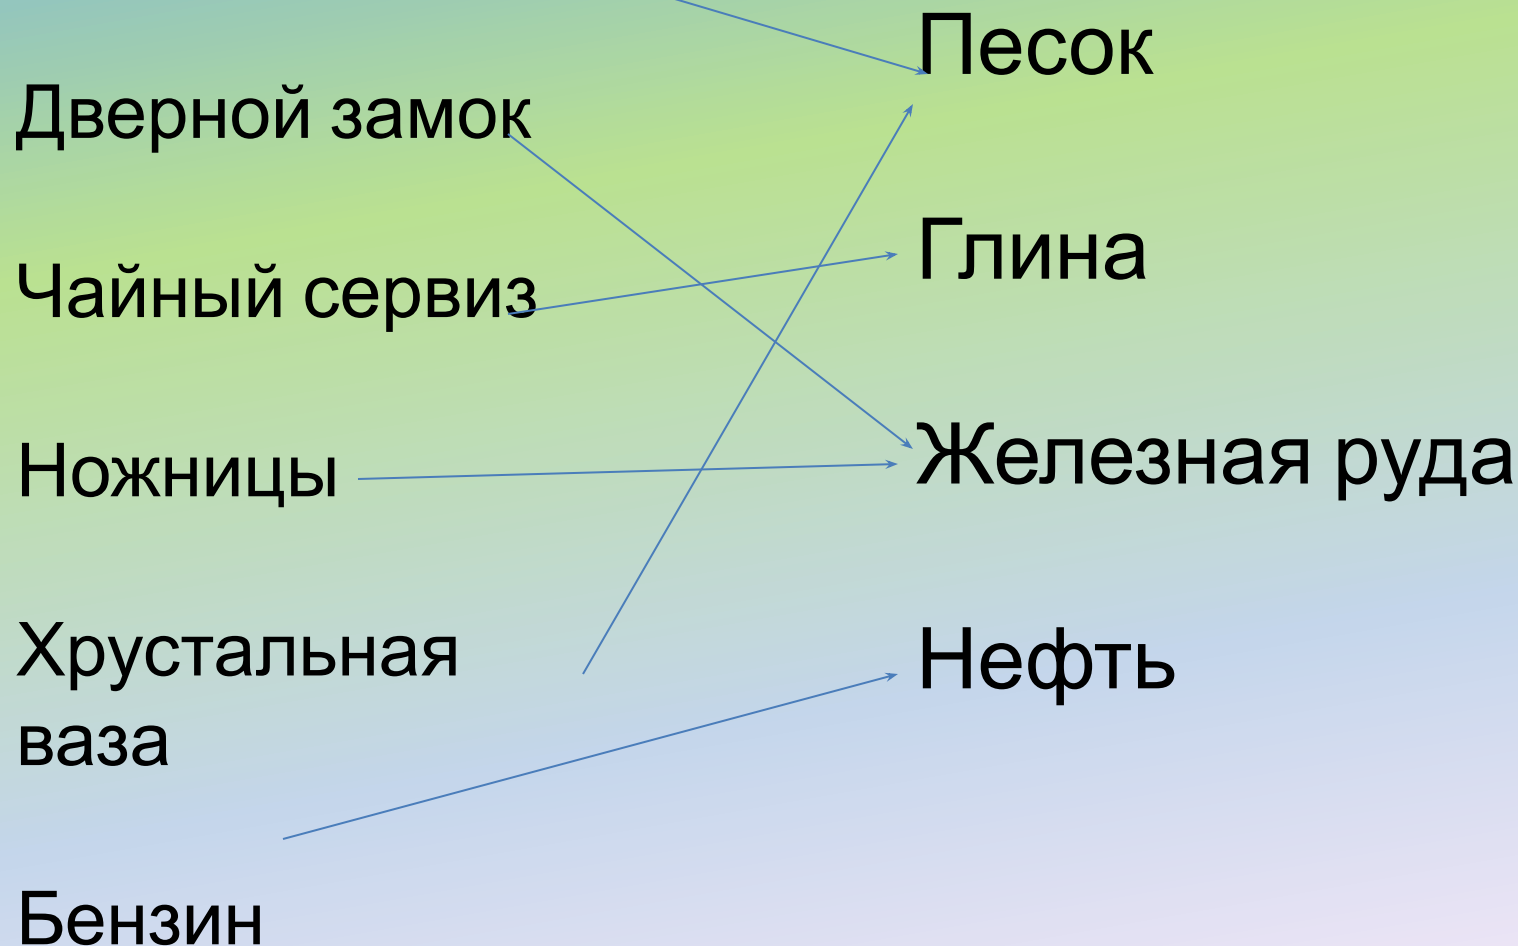 Дверной замок
Чайный сервиз
Ножницы
Хрустальная
ваза
Бензин
Песок
Глина
Железная руда
Нефть